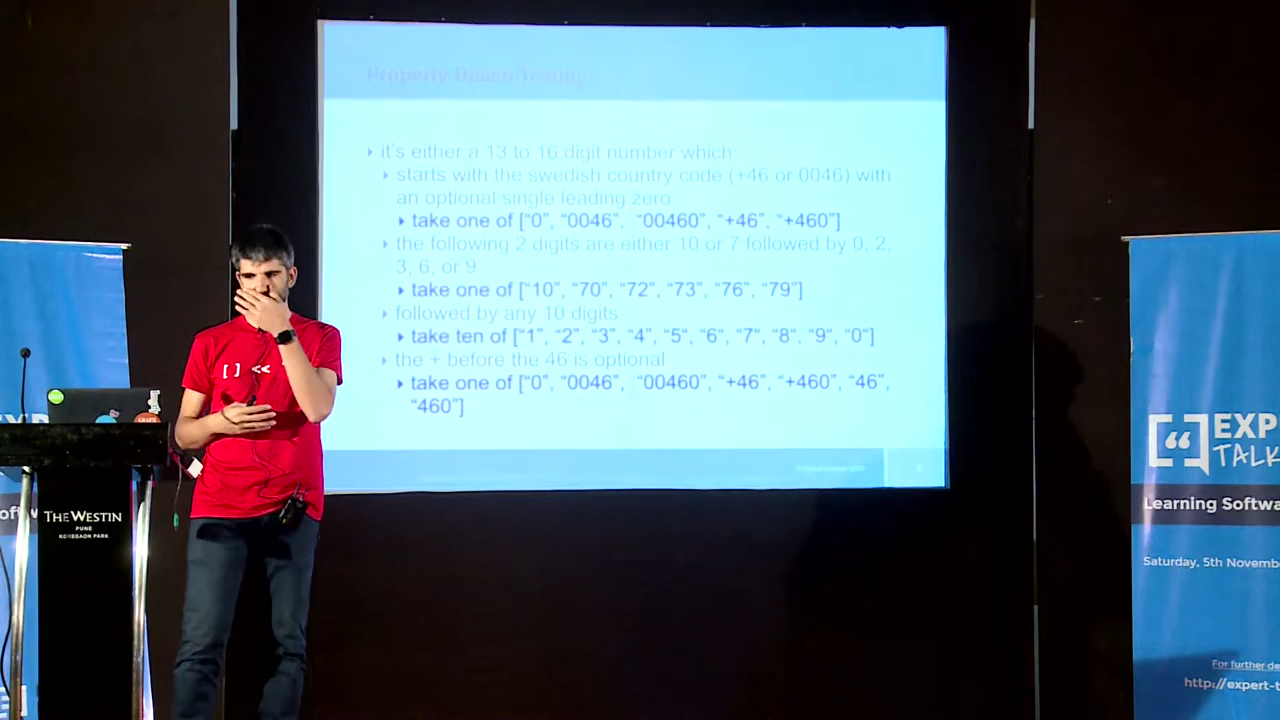 Property Based Testing
it's either a 13 to 16 digit number which:
starts with the swedish country code (+46 or 0046) with
an optional single leading zero
take one of ["0", "0046", "00460", "+46", "+460"]
the following 2 digits are either 10 or 7 followed by 0, 2,
3, 6, or 9
take one of ["10", "70", "72", "73", "76", "79"]
followed by any 10 digits
take ten of ["1", "2", "3", "4", "5", "6", "7", "8", "9", "0"]
the + before the 46 is optional
take one of ["0", "0046", "00460", "+46", "+460", "46",
"460"]
[ ] <<
THE WESTIN
PUNE
KOREGAON PARK
[“] EXP
TALK
Learning Softwa
Saturday, 5th Novemb
For further de
http://expert-t